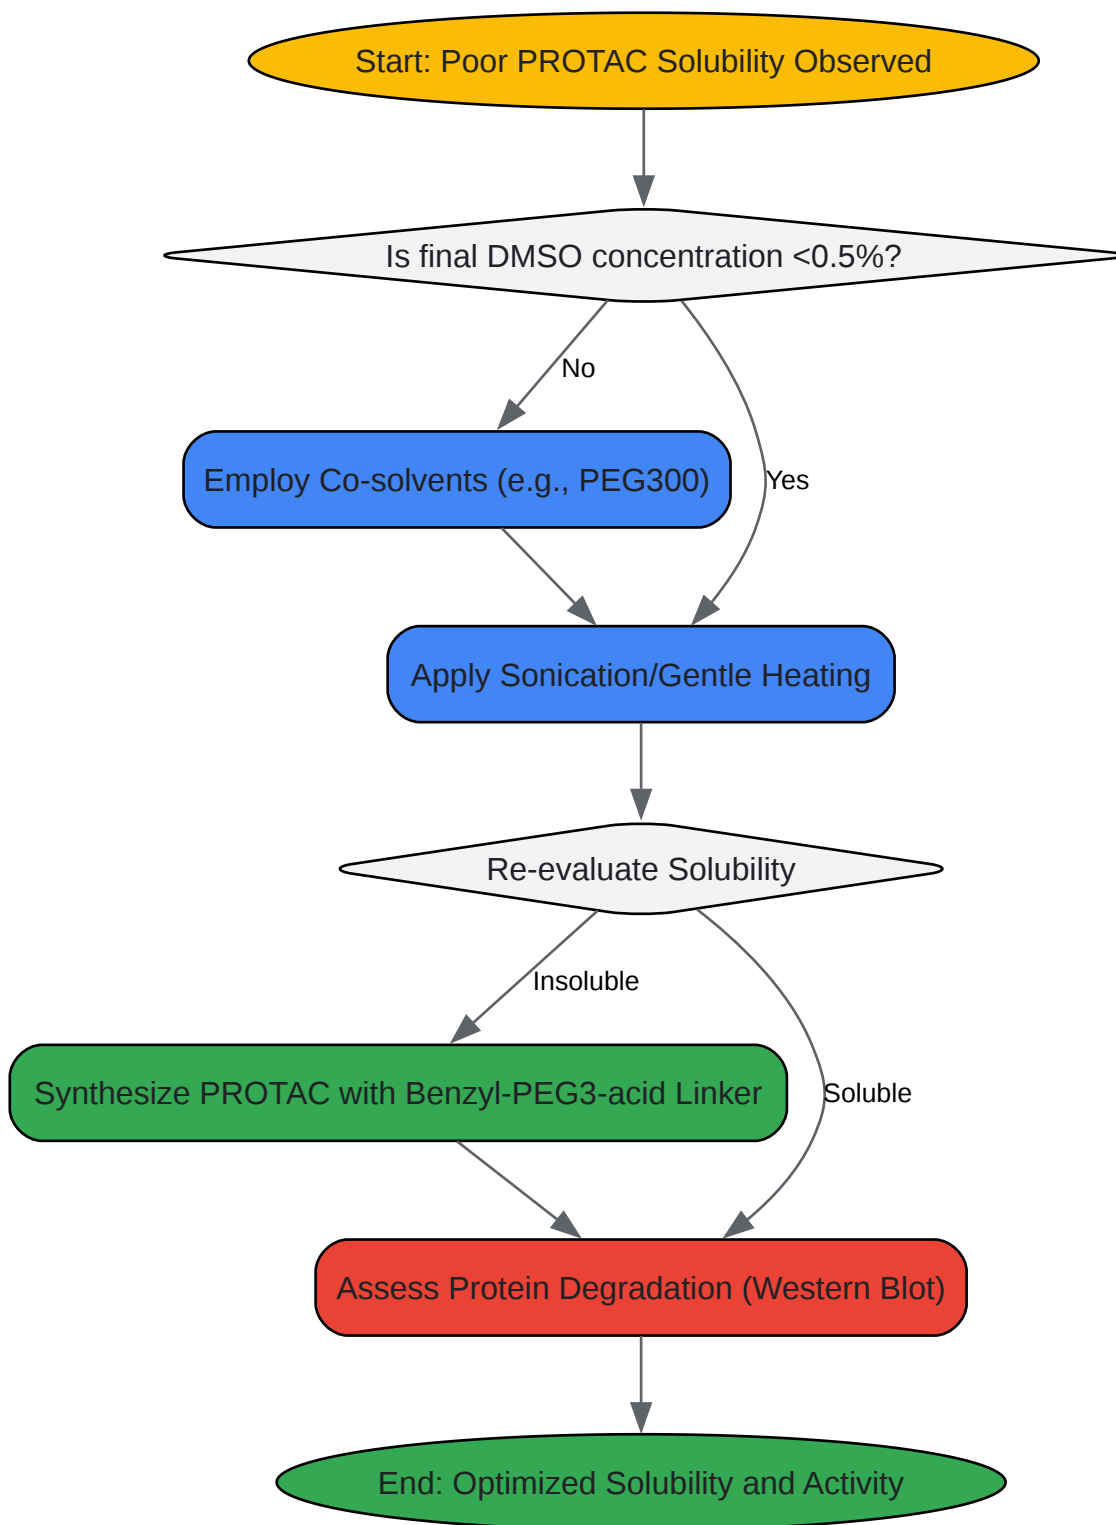 Start: Poor PROTAC Solubility Observed
Is final DMSO concentration <0.5%?
No
Employ Co-solvents (e.g., PEG300)
Yes
Apply Sonication/Gentle Heating
Re-evaluate Solubility
Insoluble
Synthesize PROTAC with Benzyl-PEG3-acid Linker
Soluble
Assess Protein Degradation (Western Blot)
End: Optimized Solubility and Activity